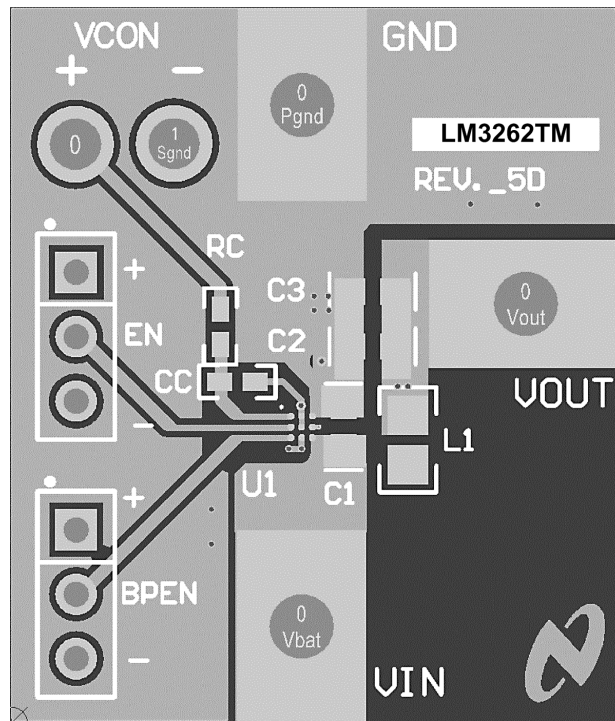 VCON
GND
+
-
0
Pgnd
0
1
Sgnd
LM3262TM
REV._5D
RC
+
C3
0
Vout
EN
C2
CC
VOUT
-
L1
U1
C1
+
BPEN
0
Vbat
-
VIN